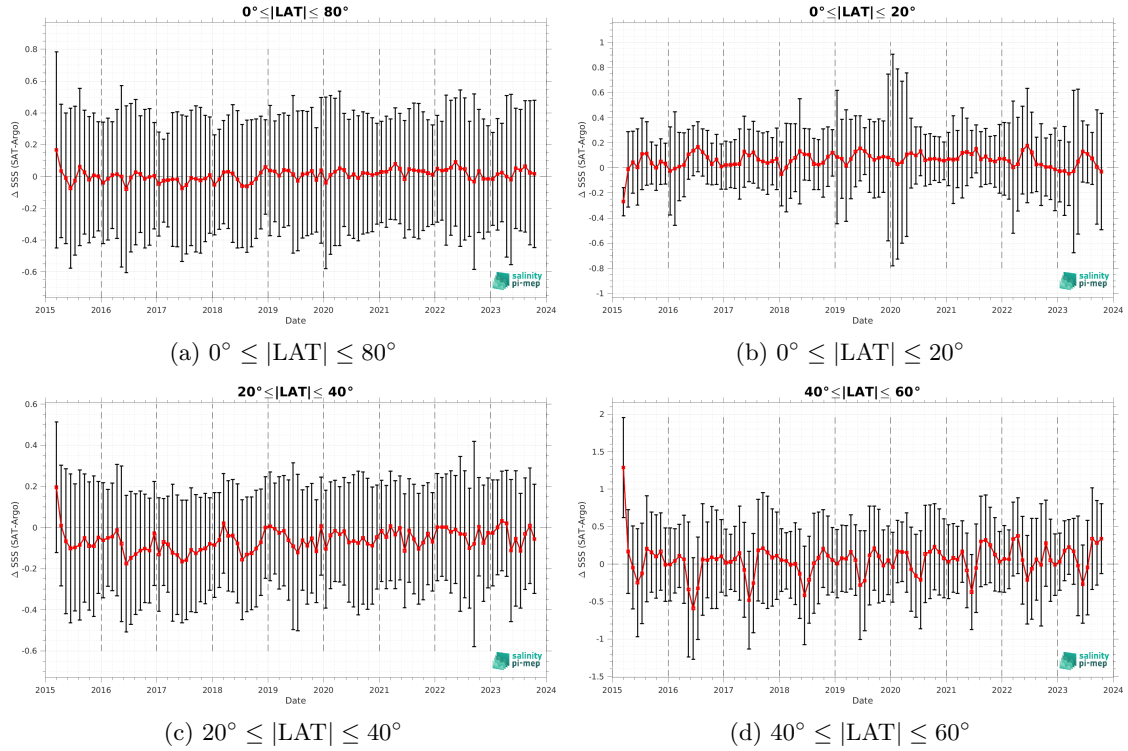 0°≤|LAT|≤ 80°
Δ SSS (SAT-Argo)
0.8
0.6
0.4
0.2
0
-0.2
-0.4
-0.6
2015 2016 2017 2018 2019 2020 2021 2022 2023 2024
Date
salinity
pi-mep
(a) 0° ≤ |LAT| ≤ 80°
0°≤|LAT|≤ 20°
Δ SSS (SAT-Argo)
1
0.8
0.6
0.4
0.2
0
-0.2
-0.4
-0.6
-0.8
-1
2015 2016 2017 2018 2019 2020 2021 2022 2023 2024
Date
salinity
pi-mep
(b) 0° ≤ |LAT| ≤ 20°
20°≤|LAT|≤ 40°
Δ SSS (SAT-Argo)
0.6
0.4
0.2
0
-0.2
-0.4
-0.6
2015 2016 2017 2018 2019 2020 2021 2022 2023 2024
Date
salinity
pi-mep
(c) 20° ≤ |LAT| ≤ 40°
40°≤|LAT|≤ 60°
Δ SSS (SAT-Argo)
2
1.5
1
0.5
0
-0.5
-1
-1.5
2015 2016 2017 2018 2019 2020 2021 2022 2023 2024
Date
salinity
pi-mep
(d) 40° ≤ |LAT| ≤ 60°